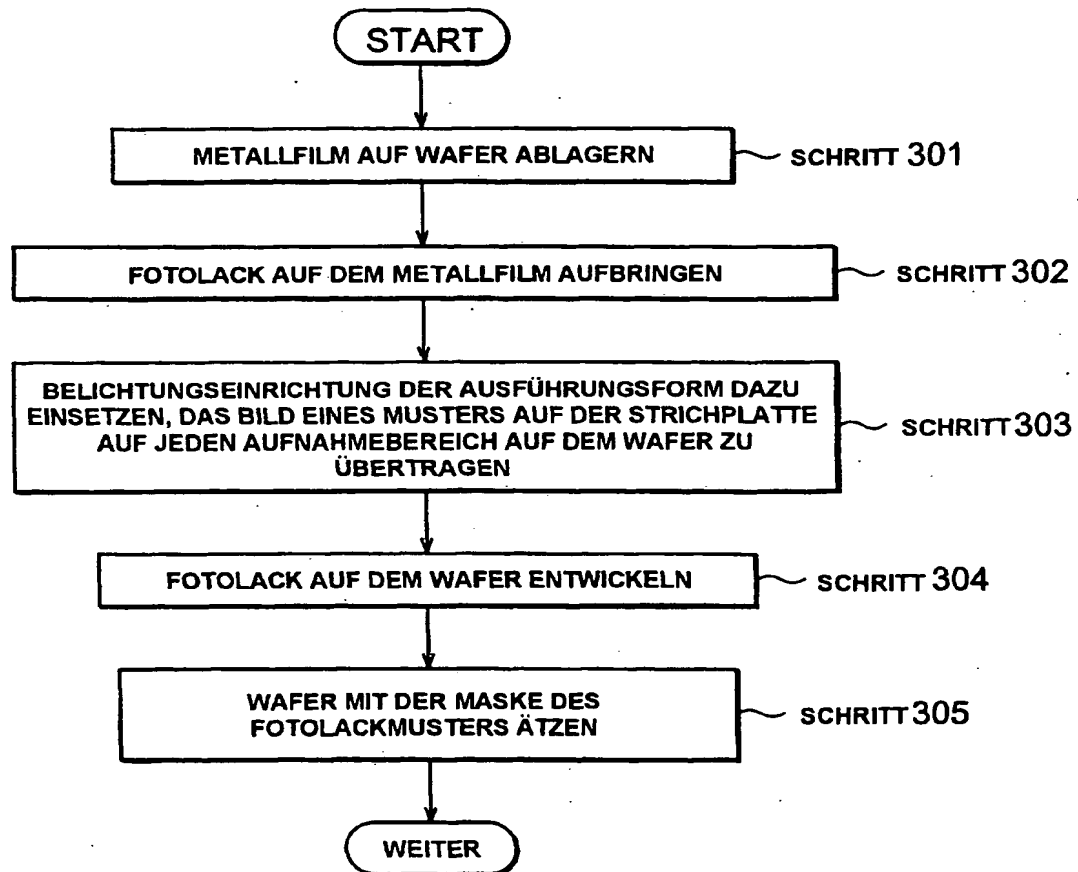 START
METALLFILM AUF WAFER ABLAGERN
SCHRITT 301
FOTOLACK AUF DEM METALLFILM AUFBRINGEN
SCHRITT 302
BELICHTUNGSEINRICHTUNG DER AUSFÜHRUNGSFORM DAZU
EINSETZEN, DAS BILD EINES MUSTERS AUF DER STRICHPLATTE
AUF JEDEN AUFNAHMEBEREICH AUF DEM WAFER ZU
ÜBERTRAGEN
SCHRITT 303
FOTOLACK AUF DEM WAFER ENTWICKELN
SCHRITT 304
WAFER MIT DER MASKE DES
FOTOLACKMUSTERS ÄTZEN
SCHRITT 305
WEITER